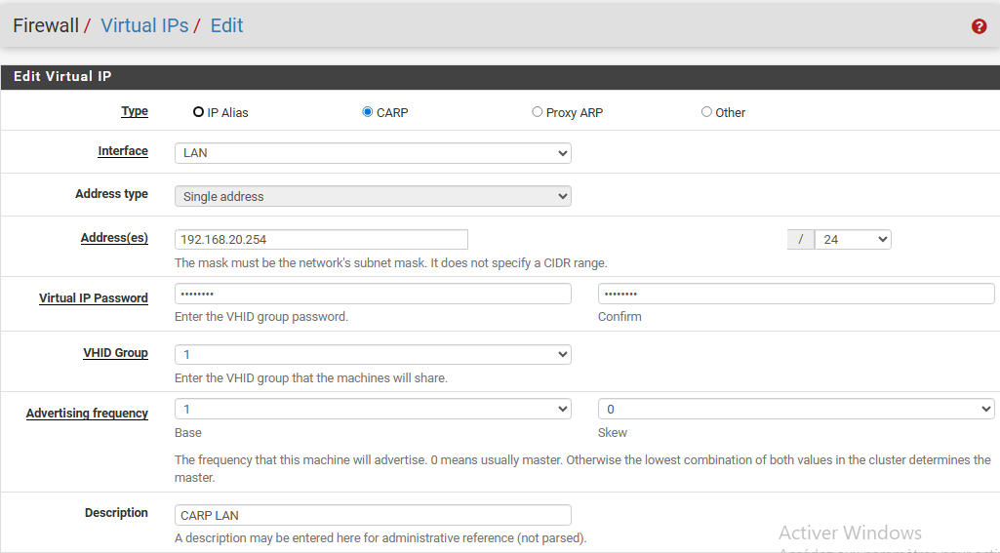 Firewall / Virtual IPs / Edit
Edit Virtual IP
Type IP Alias CARP Proxy ARP Other
Interface LAN
Address type Single address
Address(es) 192.168.20.254 / 24
The mask must be the network's subnet mask. It does not specify a CIDR range.
Virtual IP Password •••••••• ••••••••
Enter the VHID group password. Confirm
VHID Group 1
Enter the VHID group that the machines will share.
Advertising frequency 1 0
Base Skew
The frequency that this machine will advertise. 0 means usually master. Otherwise the lowest combination of both values in the cluster determines the
master.
Description CARP LAN
A description may be entered here for administrative reference (not parsed).
Activer Windows